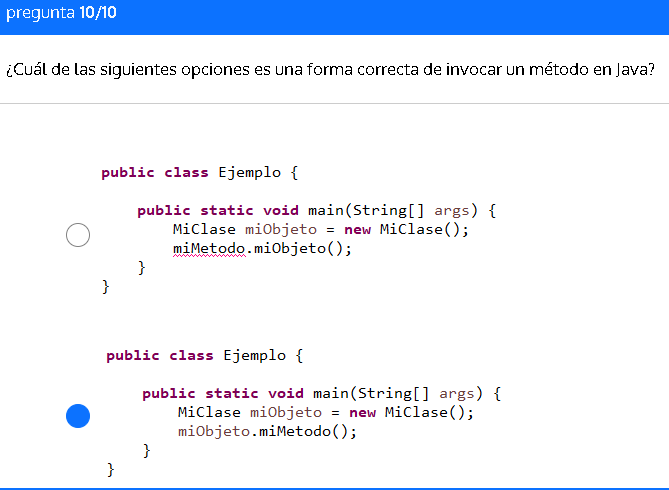 pregunta 10/10
¿Cuál de las siguientes opciones es una forma correcta de invocar un método en Java?
public class Ejemplo {
public static void main(String[] args) {
MiClase miObjeto = new MiClase();
miMetodo.miObjeto();
}
}
public class Ejemplo {
public static void main(String[] args) {
MiClase miObjeto = new MiClase();
miObjeto.miMetodo();
}
}